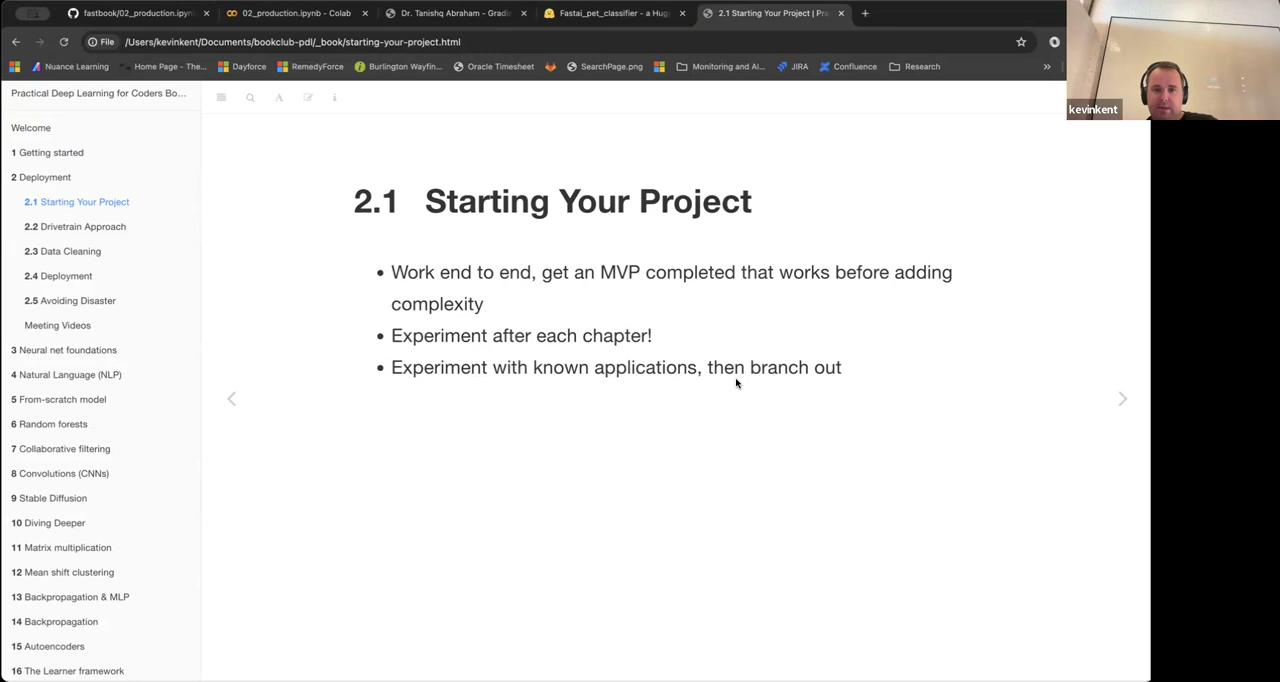 fastbook/02_production.ipyn
02_production.ipynb - Colab
Dr. Tanishq Abraham - Gradi
Fastai_pet_classifier - a Hug
2.1 Starting Your Project | Pra
File
/Users/kevinkent/Documents/bookclub-pdl/_book/starting-your-project.html
Nuance Learning
Home Page - The...
Dayforce
RemedyForce
Burlington Wayfin...
Oracle Timesheet
SearchPage.png
Monitoring and Al...
JIRA
Confluence
Research
»
kevinkent
Practical Deep Learning for Coders Bo...
Welcome
1 Getting started
2 Deployment
2.1 Starting Your Project
2.2 Drivetrain Approach
2.3 Data Cleaning
2.4 Deployment
2.5 Avoiding Disaster
Meeting Videos
3 Neural net foundations
4 Natural Language (NLP)
5 From-scratch model
6 Random forests
7 Collaborative filtering
8 Convolutions (CNNs)
9 Stable Diffusion
10 Diving Deeper
11 Matrix multiplication
12 Mean shift clustering
13 Backpropagation & MLP
14 Backpropagation
15 Autoencoders
16 The Learner framework
2.1 Starting Your Project
• Work end to end, get an MVP completed that works before adding
complexity
• Experiment after each chapter!
• Experiment with known applications, then branch out